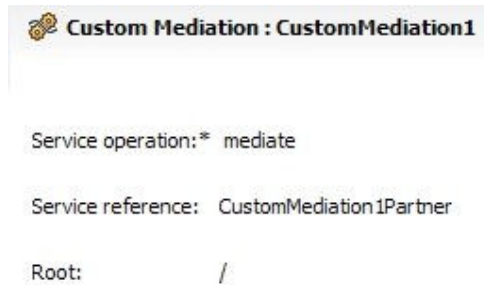 Custom Mediation : CustomMediation1
Service operation:* mediate
Service reference: CustomMediation1Partner
Root: /